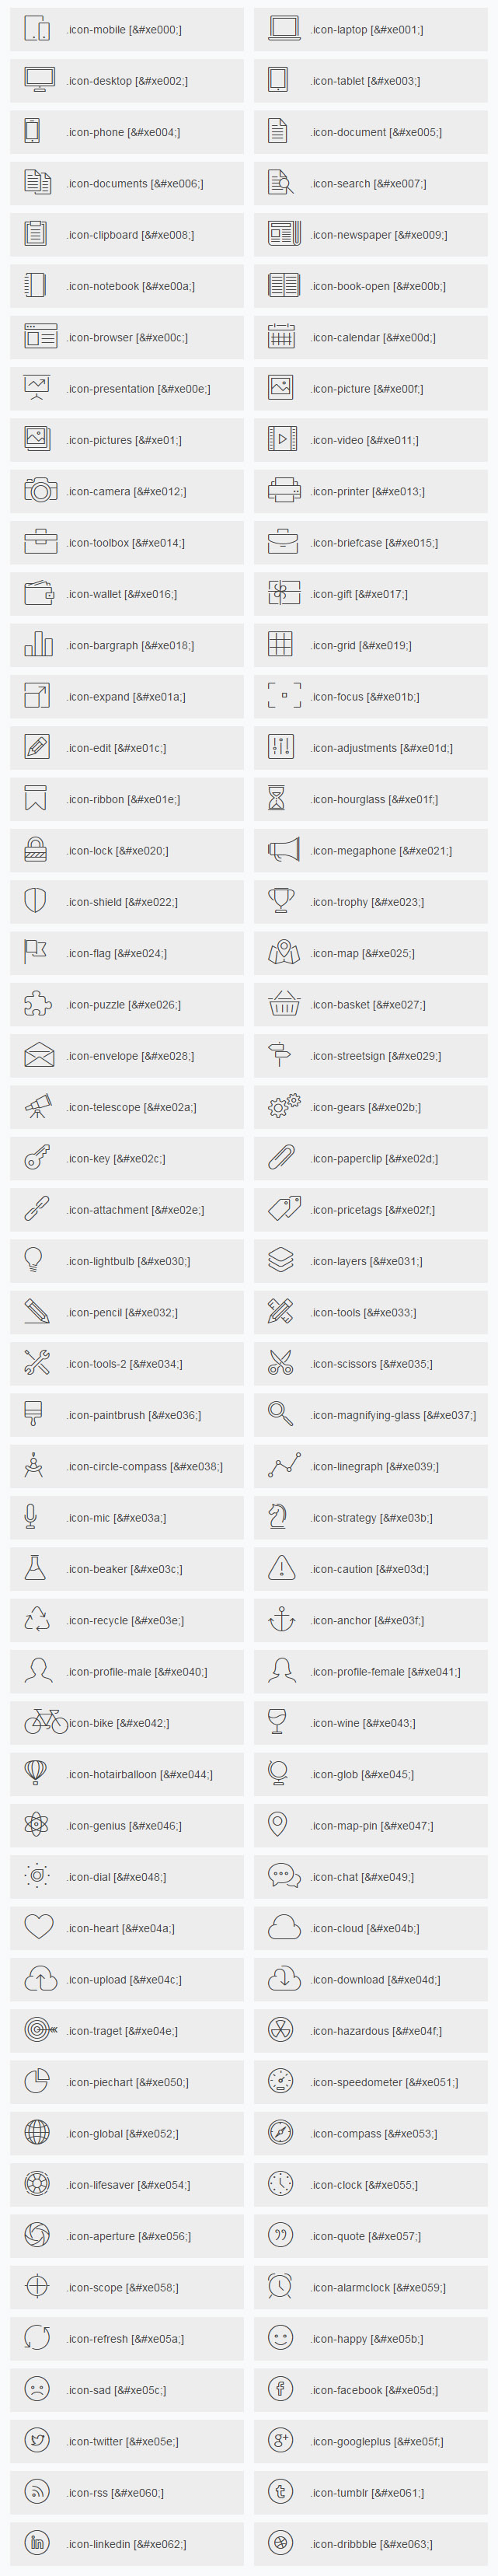 .icon-mobile [&#xe000;]
.icon-laptop [&#xe001;]
.icon-desktop [&#xe002;]
.icon-tablet [&#xe003;]
.icon-phone [&#xe004;]
.icon-document [&#xe005;]
.icon-documents [&#xe006;]
.icon-search [&#xe007;]
.icon-clipboard [&#xe008;]
.icon-newspaper [&#xe009;]
.icon-notebook [&#xe00a;]
.icon-book-open [&#xe00b;]
.icon-browser [&#xe00c;]
.icon-calendar [&#xe00d;]
.icon-presentation [&#xe00e;]
.icon-picture [&#xe00f;]
.icon-pictures [&#xe01;]
.icon-video [&#xe011;]
.icon-camera [&#xe012;]
.icon-printer [&#xe013;]
.icon-toolbox [&#xe014;]
.icon-briefcase [&#xe015;]
.icon-wallet [&#xe016;]
.icon-gift [&#xe017;]
.icon-bargraph [&#xe018;]
.icon-grid [&#xe019;]
.icon-expand [&#xe01a;]
.icon-focus [&#xe01b;]
.icon-edit [&#xe01c;]
.icon-adjustments [&#xe01d;]
.icon-ribbon [&#xe01e;]
.icon-hourglass [&#xe01f;]
.icon-lock [&#xe020;]
.icon-megaphone [&#xe021;]
.icon-shield [&#xe022;]
.icon-trophy [&#xe023;]
.icon-flag [&#xe024;]
.icon-map [&#xe025;]
.icon-puzzle [&#xe026;]
.icon-basket [&#xe027;]
.icon-envelope [&#xe028;]
.icon-streetsign [&#xe029;]
.icon-telescope [&#xe02a;]
.icon-gears [&#xe02b;]
.icon-key [&#xe02c;]
.icon-paperclip [&#xe02d;]
.icon-attachment [&#xe02e;]
.icon-pricetags [&#xe02f;]
.icon-lightbulb [&#xe030;]
.icon-layers [&#xe031;]
.icon-pencil [&#xe032;]
.icon-tools [&#xe033;]
.icon-tools-2 [&#xe034;]
.icon-scissors [&#xe035;]
.icon-paintbrush [&#xe036;]
.icon-magnifying-glass [&#xe037;]
.icon-circle-compass [&#xe038;]
.icon-linegraph [&#xe039;]
.icon-mic [&#xe03a;]
.icon-strategy [&#xe03b;]
.icon-beaker [&#xe03c;]
.icon-caution [&#xe03d;]
.icon-recycle [&#xe03e;]
.icon-anchor [&#xe03f;]
.icon-profile-male [&#xe040;]
.icon-profile-female [&#xe041;]
.icon-bike [&#xe042;]
.icon-wine [&#xe043;]
.icon-hotairballoon [&#xe044;]
.icon-glob [&#xe045;]
.icon-genius [&#xe046;]
.icon-map-pin [&#xe047;]
.icon-dial [&#xe048;]
.icon-chat [&#xe049;]
.icon-heart [&#xe04a;]
.icon-cloud [&#xe04b;]
.icon-upload [&#xe04c;]
.icon-download [&#xe04d;]
.icon-traget [&#xe04e;]
.icon-hazardous [&#xe04f;]
.icon-piechart [&#xe050;]
.icon-speedometer [&#xe051;]
.icon-global [&#xe052;]
.icon-compass [&#xe053;]
.icon-lifesaver [&#xe054;]
.icon-clock [&#xe055;]
.icon-aperture [&#xe056;]
.icon-quote [&#xe057;]
.icon-scope [&#xe058;]
.icon-alarmclock [&#xe059;]
.icon-refresh [&#xe05a;]
.icon-happy [&#xe05b;]
.icon-sad [&#xe05c;]
.icon-facebook [&#xe05d;]
.icon-twitter [&#xe05e;]
.icon-googleplus [&#xe05f;]
.icon-rss [&#xe060;]
.icon-tumblr [&#xe061;]
.icon-linkedin [&#xe062;]
.icon-dribbble [&#xe063;]